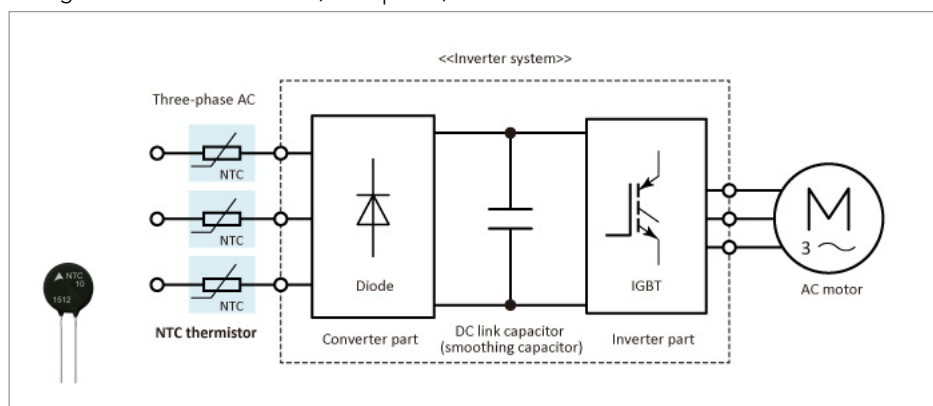 <<Inverter system>>
Three-phase AC
NTC
NTC
NTC
NTC thermistor
NTC
10
1512
Diode
Converter part
DC link capacitor
(smoothing capacitor)
IGBT
Inverter part
M
3
AC motor